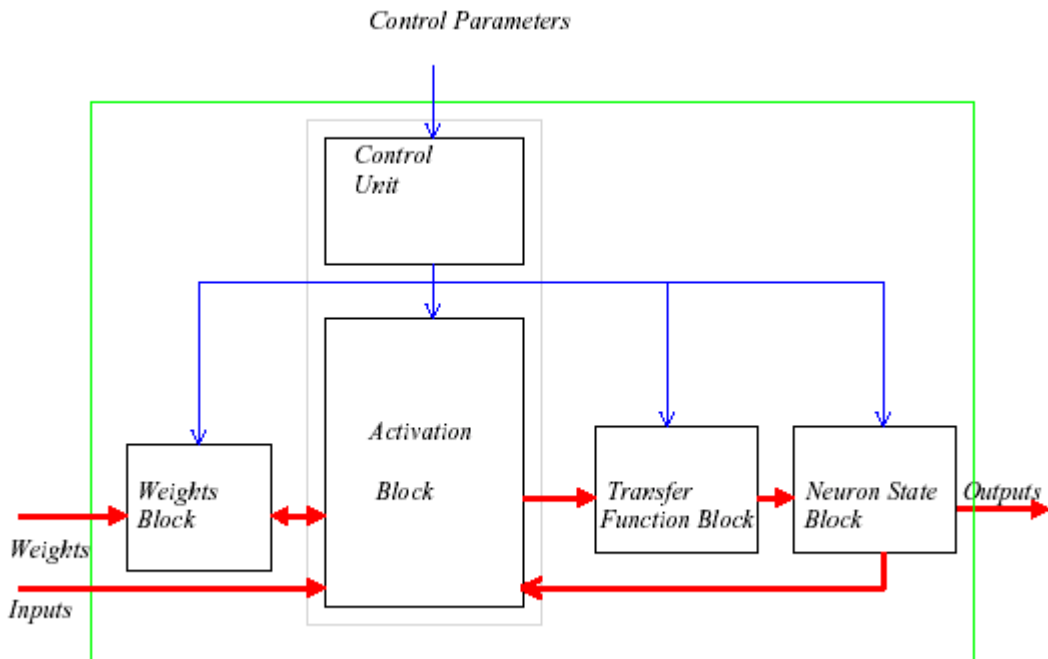 Control Parameters
Control
Unit
Activation
Block
Weights
Block
Transfer
Function Block
Neuron State
Block
Outputs
Weights
Inputs